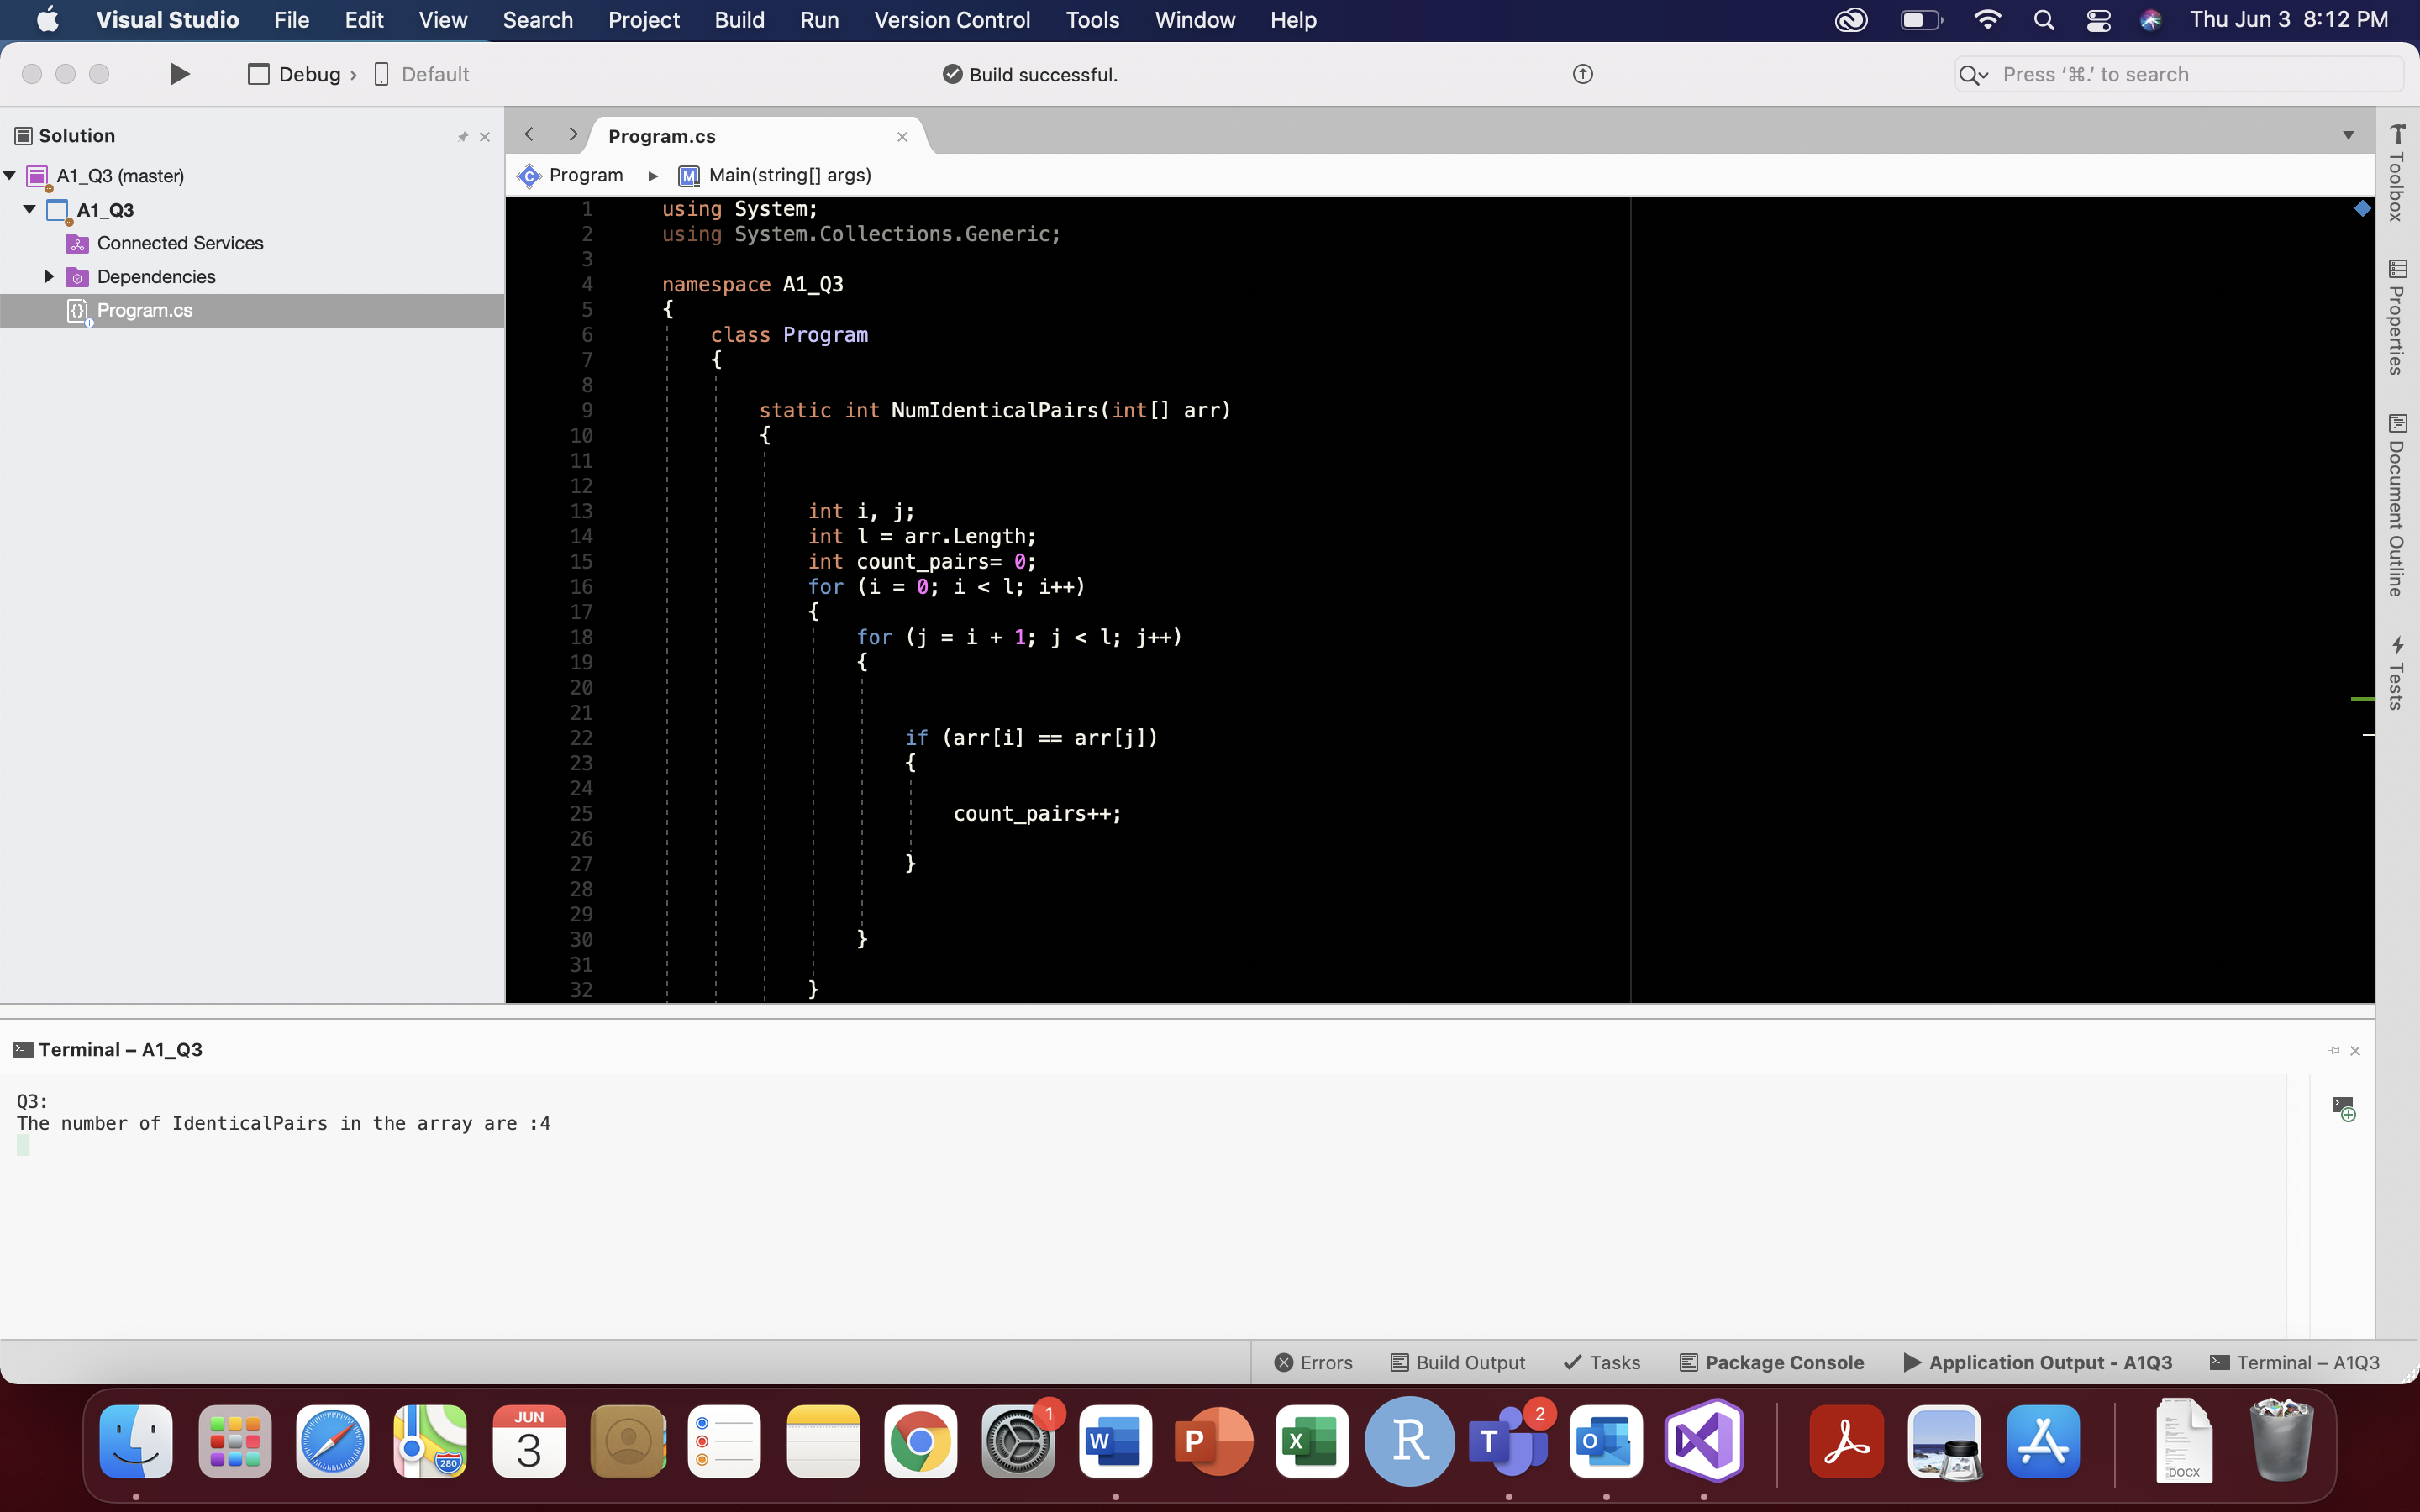 Visual Studio File Edit View Search Project Build Run Version Control Tools Window Help Thu Jun 3 8:12 PM
Debug › Default Build successful. Press ‘⌘.’ to search
Solution
A1_Q3 (master)
A1_Q3
Connected Services
Dependencies
Program.cs
Program.cs
Program Main(string[] args)
1 using System;
2 using System.Collections.Generic;
3
4 namespace A1_Q3
5 {
6 class Program
7 {
8
9 static int NumIdenticalPairs(int[] arr)
10 {
11
12
13 int i, j;
14 int l = arr.Length;
15 int count_pairs= 0;
16 for (i = 0; i < l; i++)
17 {
18 for (j = i + 1; j < l; j++)
19 {
20
21
22 if (arr[i] == arr[j])
23 {
24
25 count_pairs++;
26
27 }
28
29
30 }
31
32 }
Toolbox
Properties
Document Outline
Tests
Terminal – A1_Q3
Q3:
The number of IdenticalPairs in the array are :4
Errors Build Output Tasks Package Console Application Output - A1Q3 Terminal – A1Q3
280
JUN
3
1
W
P
X
R
T
2
O
DOCX